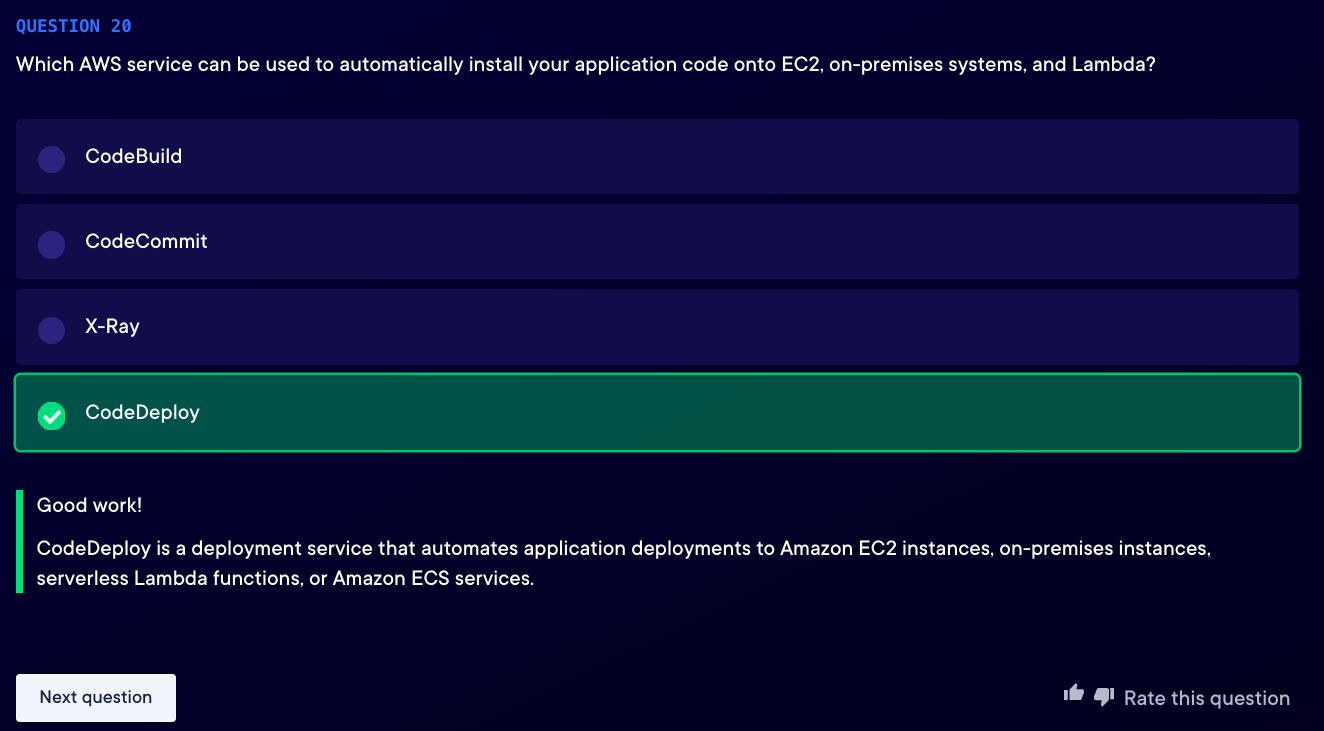 QUESTION 20
Which AWS service can be used to automatically install your application code onto EC2, on-premises systems, and Lambda?
CodeBuild
CodeCommit
X-Ray
CodeDeploy
Good work!
CodeDeploy is a deployment service that automates application deployments to Amazon EC2 instances, on-premises instances,
serverless Lambda functions, or Amazon ECS services.
Next question
Rate this question